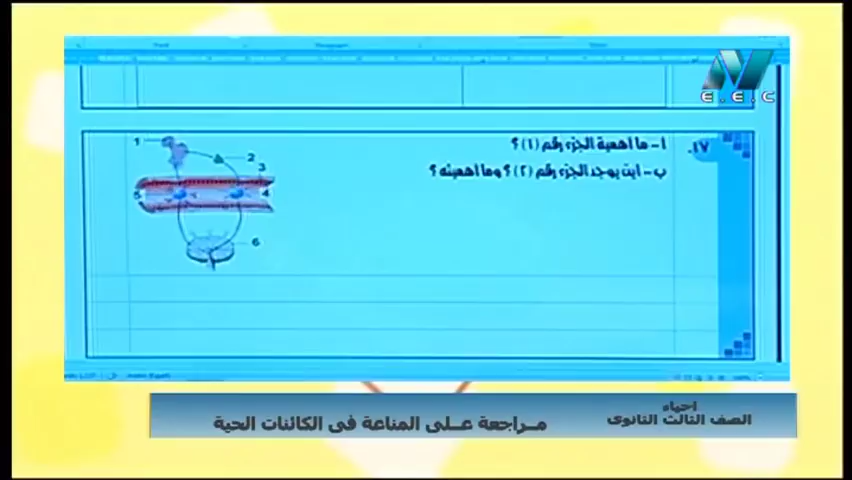 E.E.C
١٧.
أ - ما أهمية الجزء رقم (١) ؟
ب - أين يوجد الجزء رقم (٢) ؟ وما أهميته ؟
1
2
3
4
5
6
احياء
الصف الثالث الثانوى
مراجعة على المناعة فى الكائنات الحية